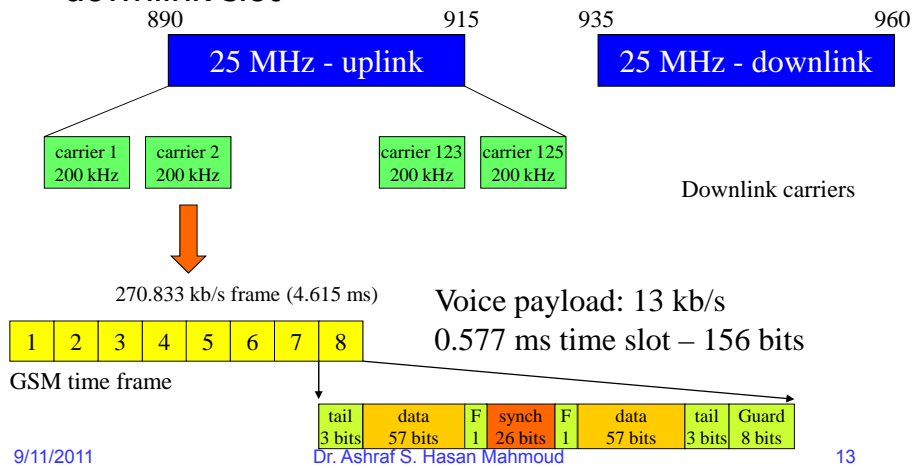 downlink slot
890 915 935 960
25 MHz - uplink 25 MHz - downlink
carrier 1 carrier 2 carrier 123 carrier 125
200 kHz 200 kHz 200 kHz 200 kHz
Downlink carriers
270.833 kb/s frame (4.615 ms)
Voice payload: 13 kb/s
1 2 3 4 5 6 7 8
0.577 ms time slot – 156 bits
GSM time frame
tail data F synch F data tail Guard
3 bits 57 bits 1 26 bits 1 57 bits 3 bits 8 bits
9/11/2011 Dr. Ashraf S. Hasan Mahmoud 13